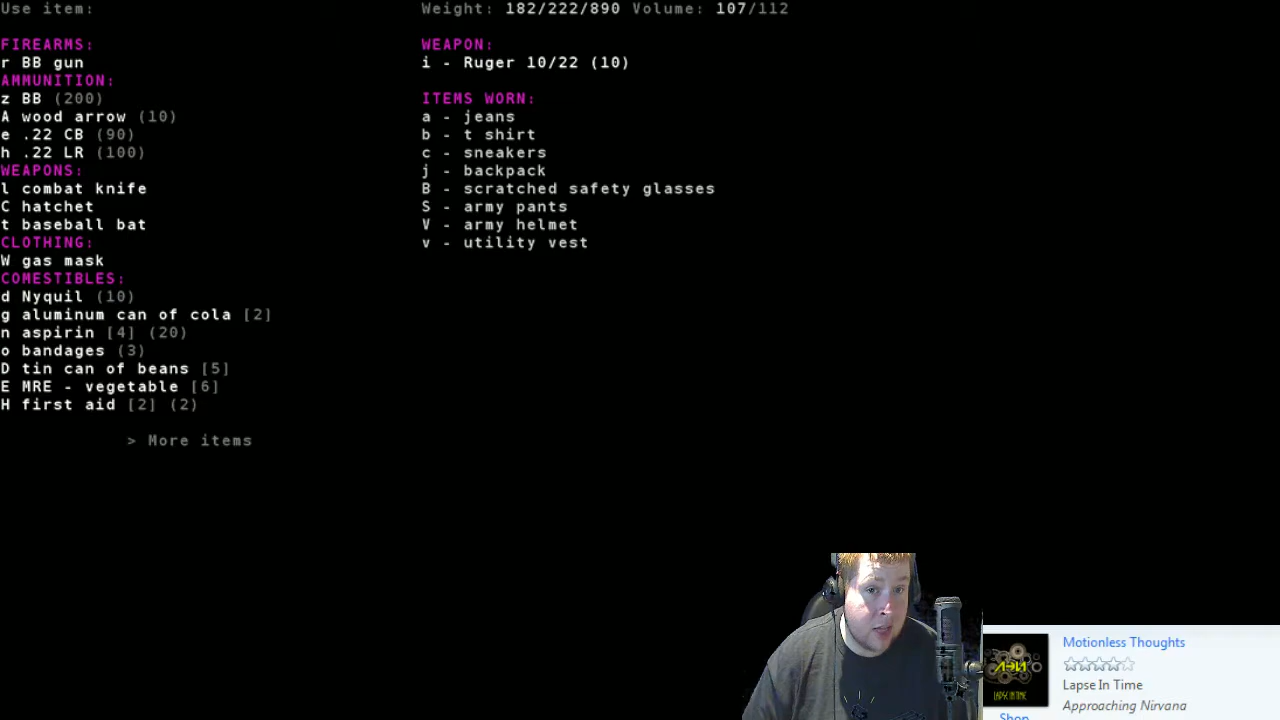 Use item:
Weight: 182/222/890 Volume: 107/112
FIREARMS:
r BB gun
AMMUNITION:
z BB (200)
A wood arrow (10)
e .22 CB (90)
h .22 LR (100)
WEAPONS:
l combat knife
C hatchet
t baseball bat
CLOTHING:
W gas mask
COMESTIBLES:
d Nyquil (10)
g aluminum can of cola [2]
n aspirin [4] (20)
o bandages (3)
D tin can of beans [5]
E MRE - vegetable [6]
H first aid [2] (2)
> More items
WEAPON:
i - Ruger 10/22 (10)
ITEMS WORN:
a - jeans
b - t shirt
c - sneakers
j - backpack
B - scratched safety glasses
S - army pants
V - army helmet
v - utility vest
LAPSE IN TIME
Shop
Motionless Thoughts
Lapse In Time
Approaching Nirvana